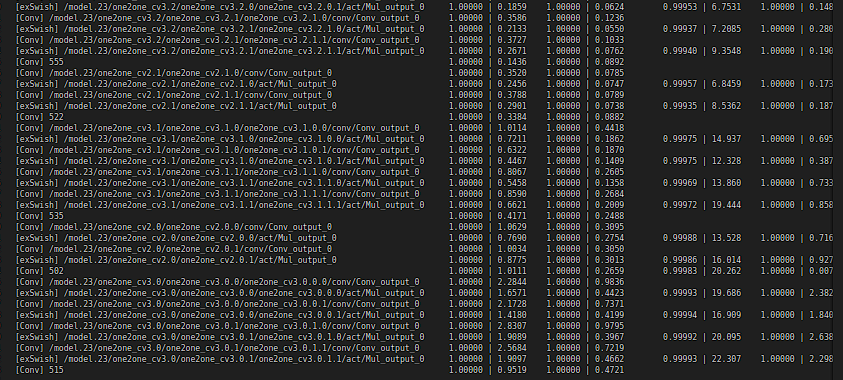 [exSwish] /model.23/one2one_cv3.2/one2one_cv3.2.0/one2one_cv3.2.0.1/act/Mul_output_0 1.00000 | 0.1859 1.00000 | 0.0624 0.99953 | 6.7531 1.00000 | 0.148
[Conv] /model.23/one2one_cv3.2/one2one_cv3.2.1/one2one_cv3.2.1.0/conv/Conv_output_0 1.00000 | 0.3586 1.00000 | 0.1236
[exSwish] /model.23/one2one_cv3.2/one2one_cv3.2.1/one2one_cv3.2.1.0/act/Mul_output_0 1.00000 | 0.2133 1.00000 | 0.0550 0.99937 | 7.2085 1.00000 | 0.280
[Conv] /model.23/one2one_cv3.2/one2one_cv3.2.1/one2one_cv3.2.1.1/conv/Conv_output_0 1.00000 | 0.3727 1.00000 | 0.1033
[exSwish] /model.23/one2one_cv3.2/one2one_cv3.2.1/one2one_cv3.2.1.1/act/Mul_output_0 1.00000 | 0.2671 1.00000 | 0.0762 0.99940 | 9.3548 1.00000 | 0.190
[Conv] 555 1.00000 | 0.1436 1.00000 | 0.0892
[Conv] /model.23/one2one_cv2.1/one2one_cv2.1.0/conv/Conv_output_0 1.00000 | 0.3520 1.00000 | 0.0785
[exSwish] /model.23/one2one_cv2.1/one2one_cv2.1.0/act/Mul_output_0 1.00000 | 0.2456 1.00000 | 0.0747 0.99957 | 6.8459 1.00000 | 0.173
[Conv] /model.23/one2one_cv2.1/one2one_cv2.1.1/conv/Conv_output_0 1.00000 | 0.3788 1.00000 | 0.0789
[exSwish] /model.23/one2one_cv2.1/one2one_cv2.1.1/act/Mul_output_0 1.00000 | 0.2901 1.00000 | 0.0738 0.99935 | 8.5362 1.00000 | 0.187
[Conv] 522 1.00000 | 0.3384 1.00000 | 0.0882
[Conv] /model.23/one2one_cv3.1/one2one_cv3.1.0/one2one_cv3.1.0.0/conv/Conv_output_0 1.00000 | 1.0114 1.00000 | 0.4418
[exSwish] /model.23/one2one_cv3.1/one2one_cv3.1.0/one2one_cv3.1.0.0/act/Mul_output_0 1.00000 | 0.7211 1.00000 | 0.1862 0.99975 | 14.937 1.00000 | 0.695
[Conv] /model.23/one2one_cv3.1/one2one_cv3.1.0/one2one_cv3.1.0.1/conv/Conv_output_0 1.00000 | 0.6322 1.00000 | 0.1870
[exSwish] /model.23/one2one_cv3.1/one2one_cv3.1.0/one2one_cv3.1.0.1/act/Mul_output_0 1.00000 | 0.4467 1.00000 | 0.1409 0.99975 | 12.328 1.00000 | 0.387
[Conv] /model.23/one2one_cv3.1/one2one_cv3.1.1/one2one_cv3.1.1.0/conv/Conv_output_0 1.00000 | 0.8067 1.00000 | 0.2605
[exSwish] /model.23/one2one_cv3.1/one2one_cv3.1.1/one2one_cv3.1.1.0/act/Mul_output_0 1.00000 | 0.5458 1.00000 | 0.1358 0.99969 | 13.860 1.00000 | 0.733
[Conv] /model.23/one2one_cv3.1/one2one_cv3.1.1/one2one_cv3.1.1.1/conv/Conv_output_0 1.00000 | 0.8590 1.00000 | 0.2684
[exSwish] /model.23/one2one_cv3.1/one2one_cv3.1.1/one2one_cv3.1.1.1/act/Mul_output_0 1.00000 | 0.6621 1.00000 | 0.2009 0.99972 | 19.444 1.00000 | 0.858
[Conv] 535 1.00000 | 0.4171 1.00000 | 0.2488
[Conv] /model.23/one2one_cv2.0/one2one_cv2.0.0/conv/Conv_output_0 1.00000 | 1.0629 1.00000 | 0.3095
[exSwish] /model.23/one2one_cv2.0/one2one_cv2.0.0/act/Mul_output_0 1.00000 | 0.7690 1.00000 | 0.2754 0.99988 | 13.528 1.00000 | 0.716
[Conv] /model.23/one2one_cv2.0/one2one_cv2.0.1/conv/Conv_output_0 1.00000 | 1.0034 1.00000 | 0.3050
[exSwish] /model.23/one2one_cv2.0/one2one_cv2.0.1/act/Mul_output_0 1.00000 | 0.8775 1.00000 | 0.3013 0.99986 | 16.014 1.00000 | 0.927
[Conv] 502 1.00000 | 1.0111 1.00000 | 0.2659 0.99983 | 20.262 1.00000 | 0.007
[Conv] /model.23/one2one_cv3.0/one2one_cv3.0.0/one2one_cv3.0.0.0/conv/Conv_output_0 1.00000 | 2.2844 1.00000 | 0.9836
[exSwish] /model.23/one2one_cv3.0/one2one_cv3.0.0/one2one_cv3.0.0.0/act/Mul_output_0 1.00000 | 1.6571 1.00000 | 0.4423 0.99993 | 19.686 1.00000 | 2.382
[Conv] /model.23/one2one_cv3.0/one2one_cv3.0.0/one2one_cv3.0.0.1/conv/Conv_output_0 1.00000 | 2.1728 1.00000 | 0.7371
[exSwish] /model.23/one2one_cv3.0/one2one_cv3.0.0/one2one_cv3.0.0.1/act/Mul_output_0 1.00000 | 1.4180 1.00000 | 0.4199 0.99994 | 16.909 1.00000 | 1.840
[Conv] /model.23/one2one_cv3.0/one2one_cv3.0.1/one2one_cv3.0.1.0/conv/Conv_output_0 1.00000 | 2.8307 1.00000 | 0.9795
[exSwish] /model.23/one2one_cv3.0/one2one_cv3.0.1/one2one_cv3.0.1.0/act/Mul_output_0 1.00000 | 1.9089 1.00000 | 0.3967 0.99992 | 20.095 1.00000 | 2.638
[Conv] /model.23/one2one_cv3.0/one2one_cv3.0.1/one2one_cv3.0.1.1/conv/Conv_output_0 1.00000 | 2.5684 1.00000 | 0.7219
[exSwish] /model.23/one2one_cv3.0/one2one_cv3.0.1/one2one_cv3.0.1.1/act/Mul_output_0 1.00000 | 1.9097 1.00000 | 0.4662 0.99993 | 22.307 1.00000 | 2.298
[Conv] 515 1.00000 | 0.9519 1.00000 | 0.4721